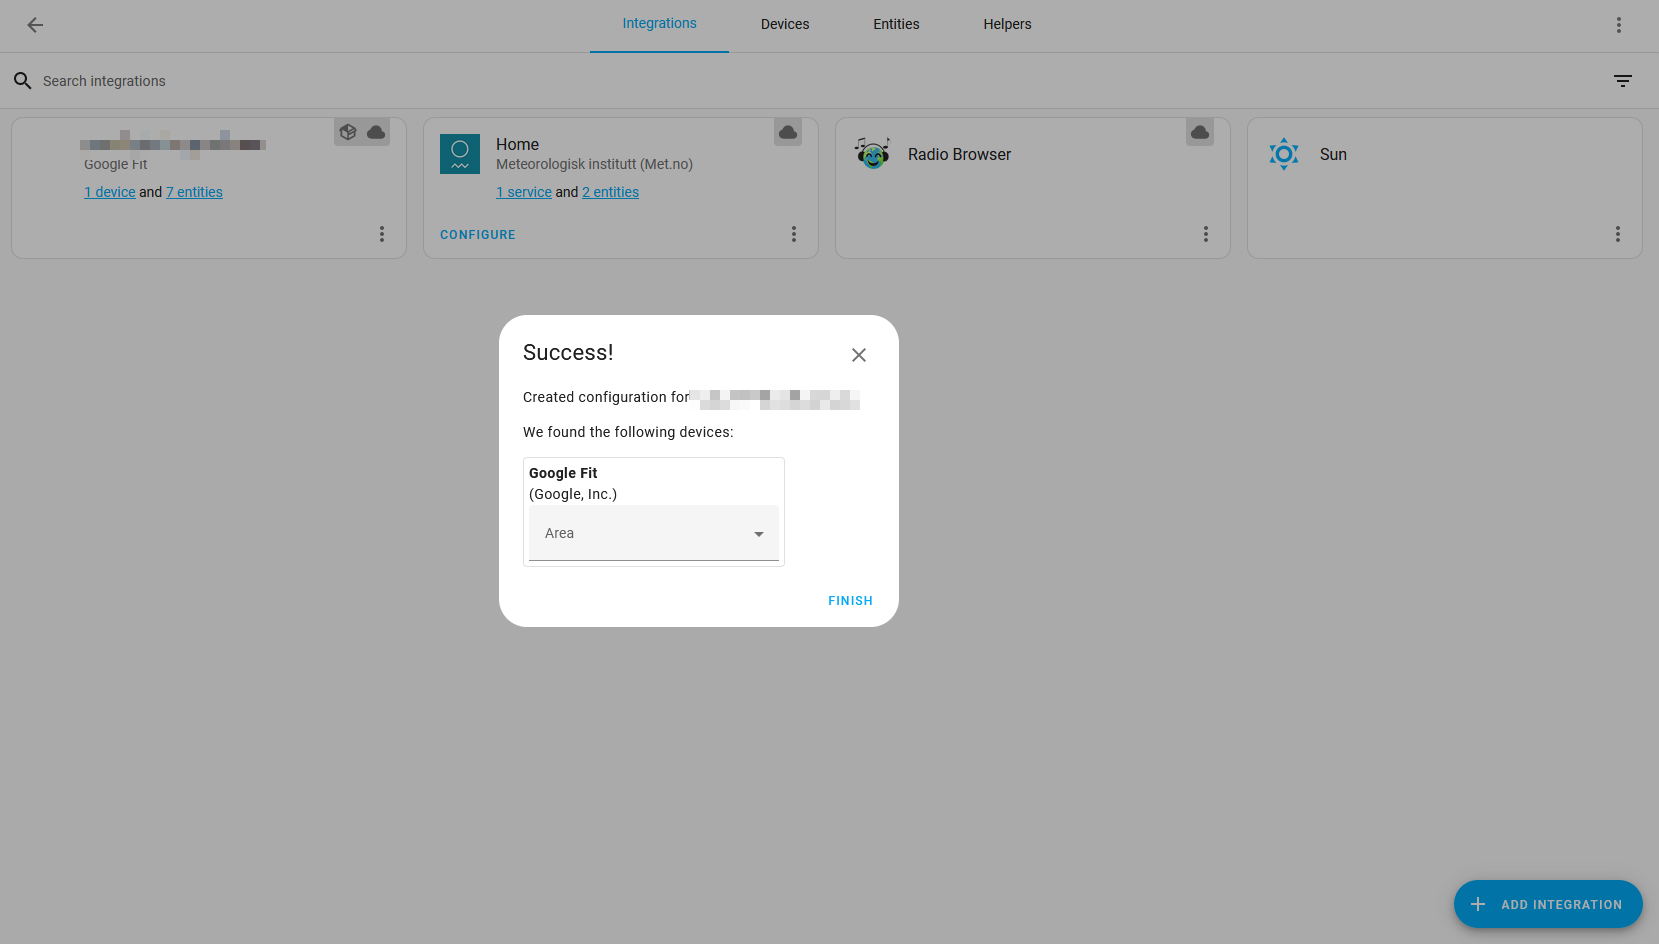 Integrations
Devices
Entities
Helpers
Search integrations
Google Fit
1 device and 7 entities
Home
Meteorologisk institutt (Met.no)
1 service and 2 entities
CONFIGURE
Radio Browser
Sun
Success!
Created configuration for
We found the following devices:
Google Fit
(Google, Inc.)
Area
FINISH
ADD INTEGRATION